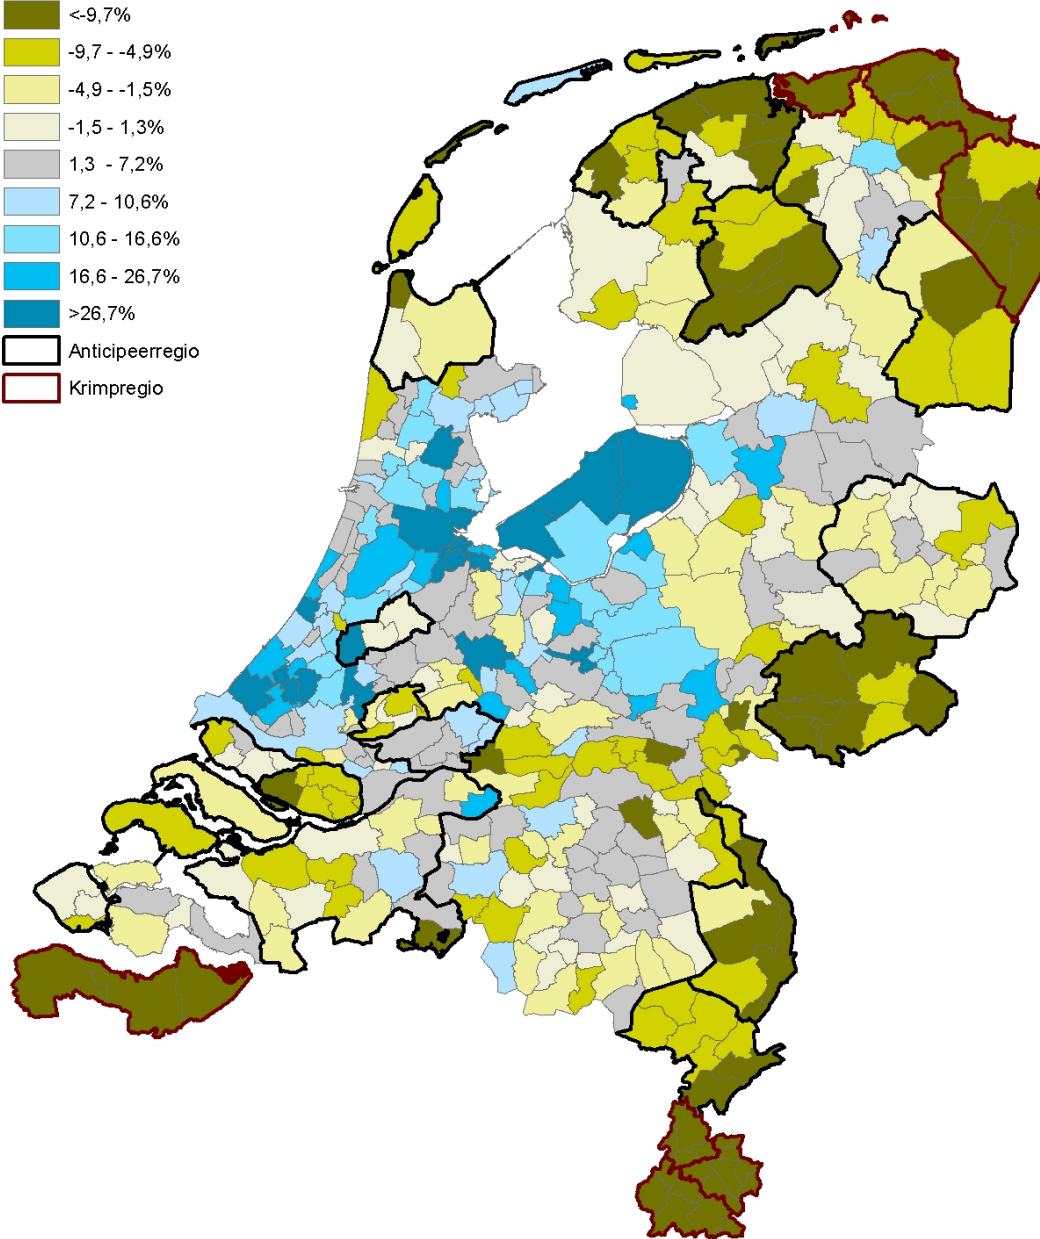 <-9,7%
-9,7 - -4,9%
-4,9 - -1,5%
-1,5 - 1,3%
1,3 - 7,2%
7,2 - 10,6%
10,6 - 16,6%
16,6 - 26,7%
>26,7%
Anticipeerregio
Krimpregio